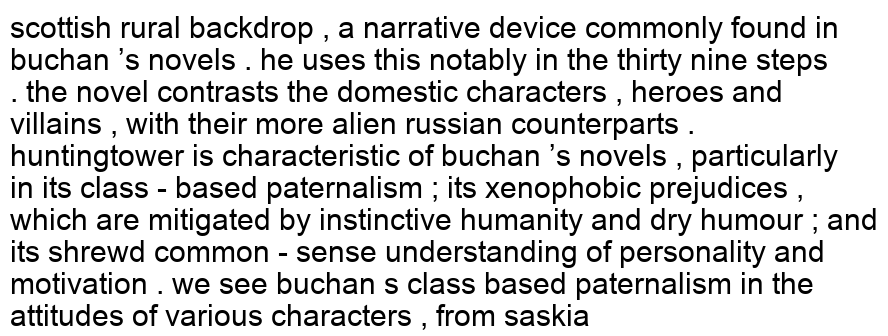 scottish rural backdrop , a narrative device commonly found in
buchan ’s novels . he uses this notably in the thirty nine steps
. the novel contrasts the domestic characters , heroes and
villains , with their more alien russian counterparts .
huntingtower is characteristic of buchan ’s novels , particularly
in its class - based paternalism ; its xenophobic prejudices ,
which are mitigated by instinctive humanity and dry humour ; and
its shrewd common - sense understanding of personality and
motivation . we see buchan s class based paternalism in the
attitudes of various characters , from saskia